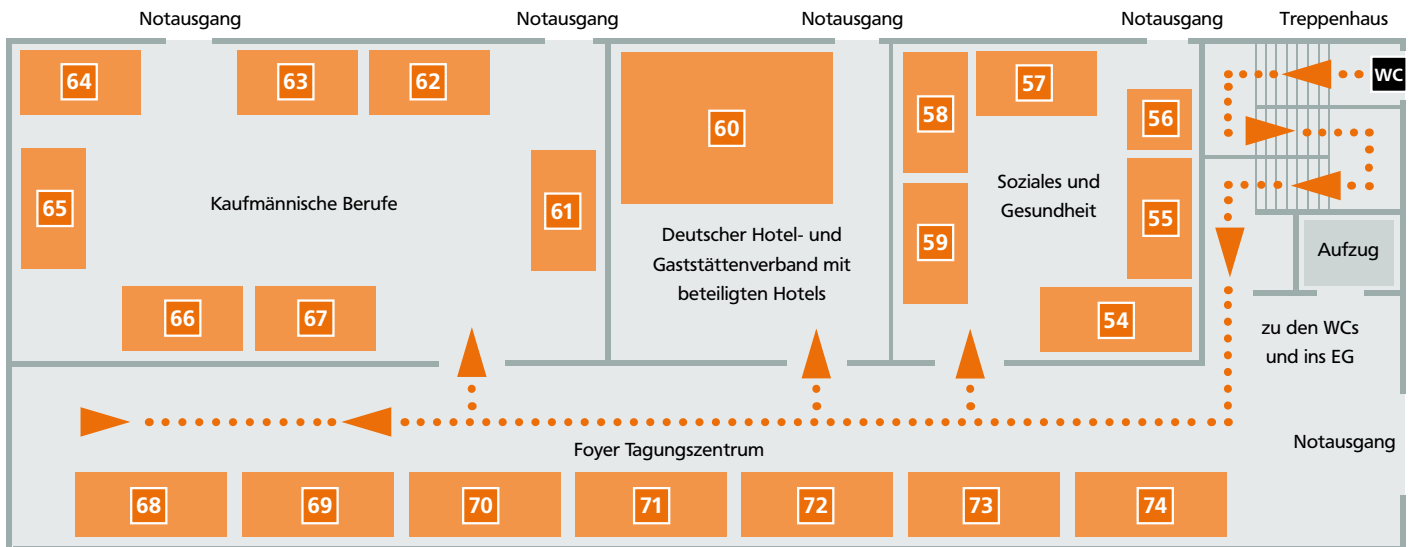 Notausgang
Notausgang
Notausgang
Notausgang
Treppenhaus
64
63
62
60
58
57
56
WC
65
Kaufmännische Berufe
61
Deutscher Hotel- und
Gaststättenverband mit
beteiligten Hotels
59
Soziales und
Gesundheit
55
Aufzug
66
67
54
zu den WCs
und ins EG
Foyer Tagungszentrum
Notausgang
68
69
70
71
72
73
74